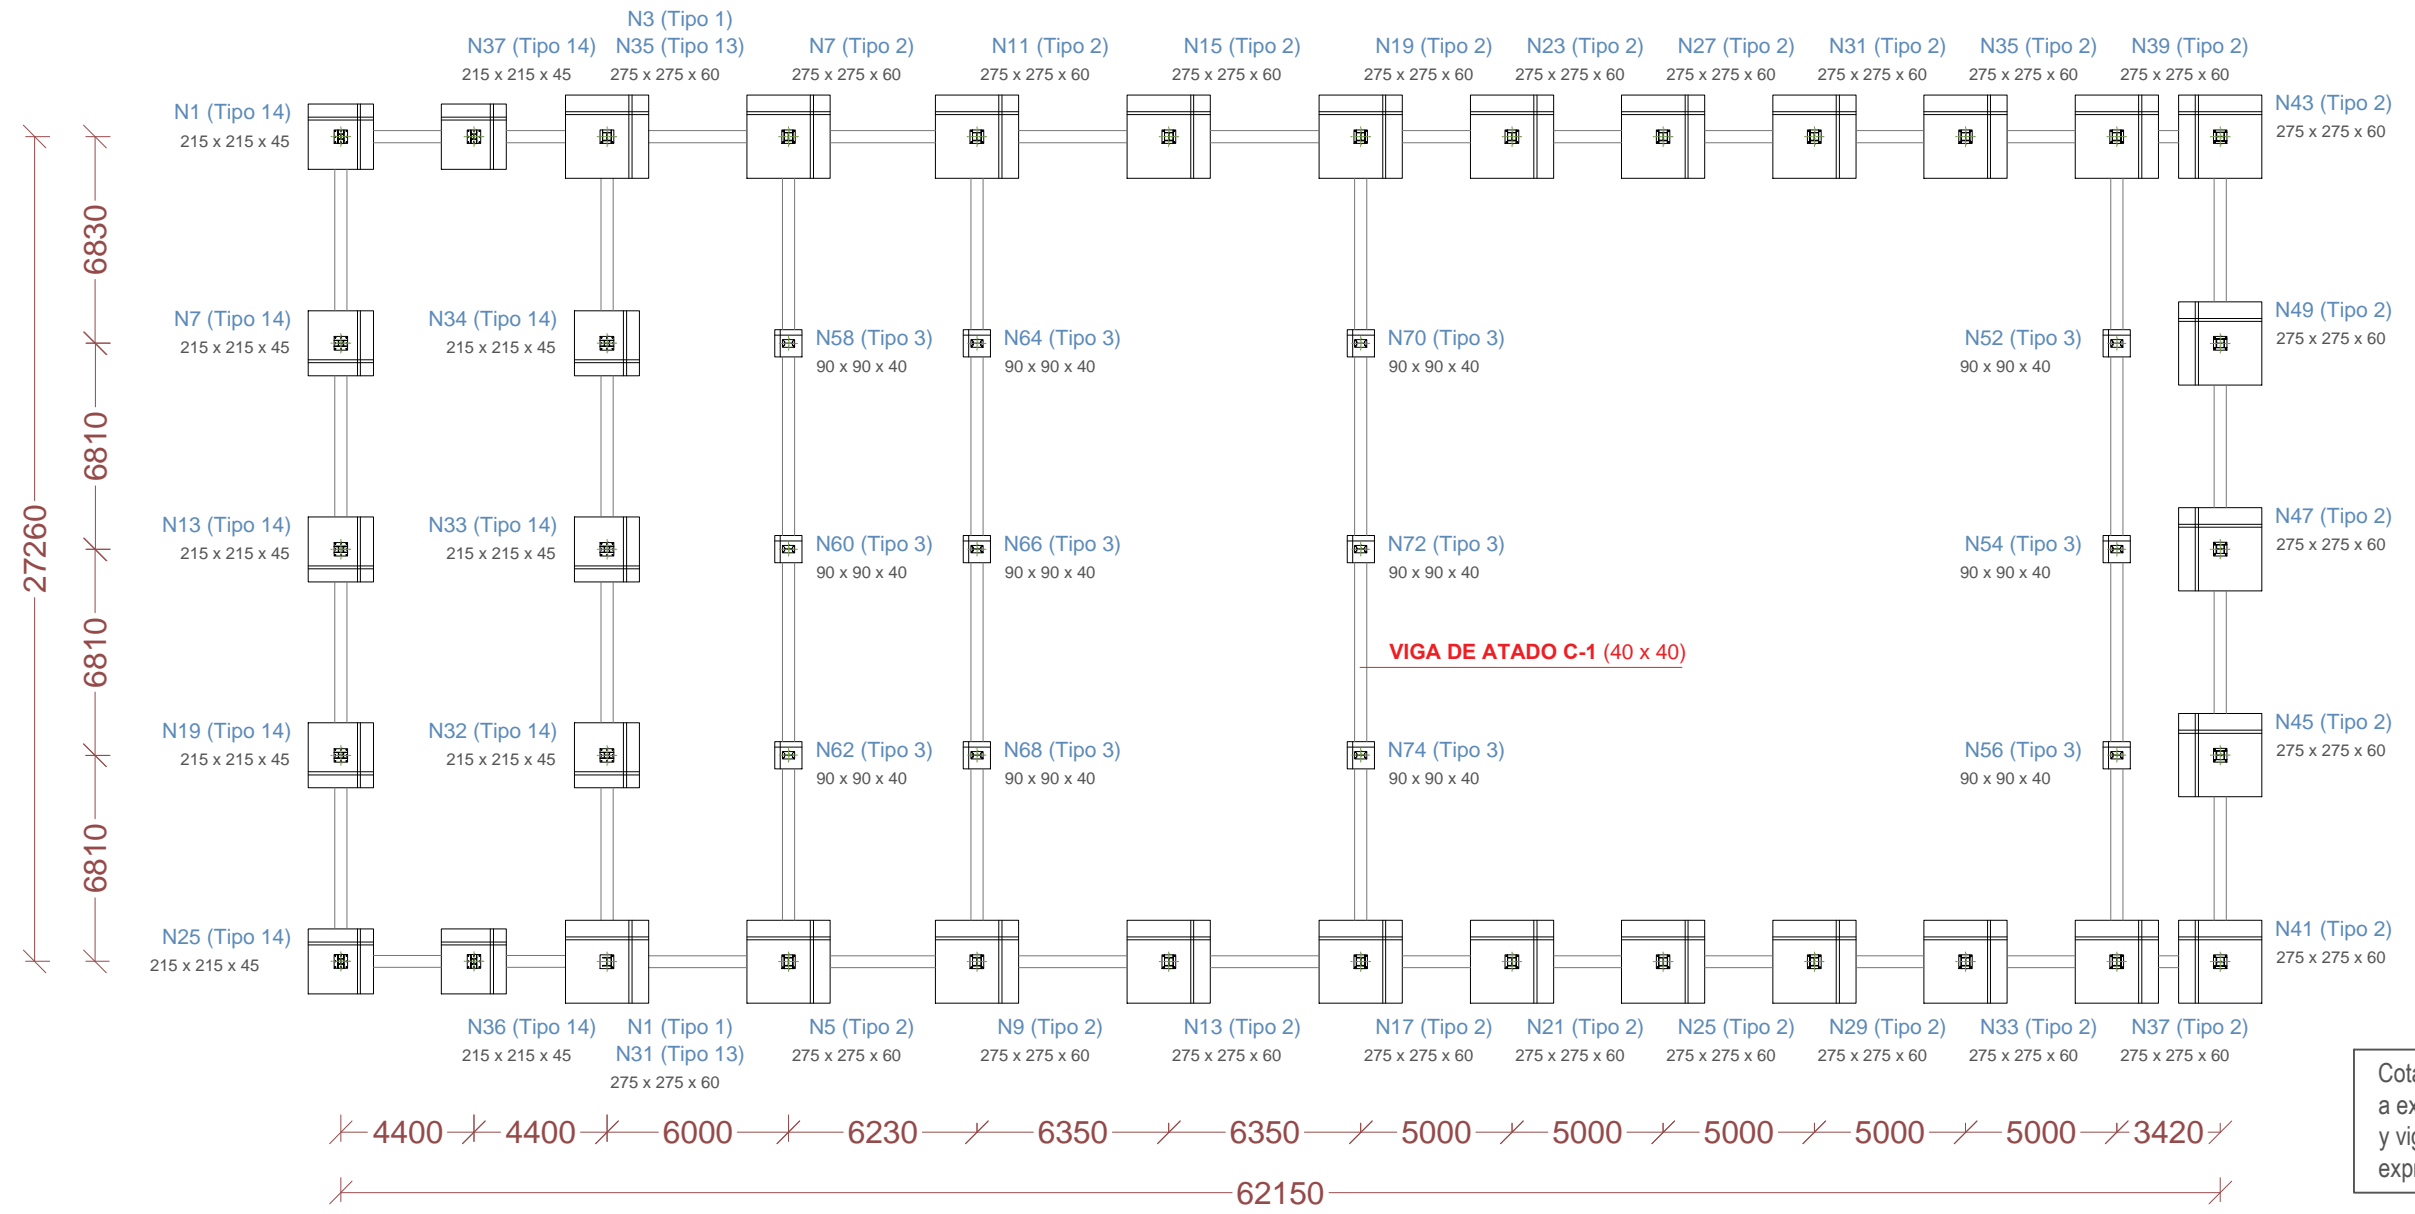 N3 (Tipo 1)
N37 (Tipo 14) N35 (Tipo 13) N7 (Tipo 2) N11 (Tipo 2) N15 (Tipo 2) N19 (Tipo 2) N23 (Tipo 2) N27 (Tipo 2) N31 (Tipo 2) N35 (Tipo 2) N39 (Tipo 2)
215 x 215 x 45 275 x 275 x 60 275 x 275 x 60 275 x 275 x 60 275 x 275 x 60 275 x 275 x 60 275 x 275 x 60 275 x 275 x 60 275 x 275 x 60 275 x 275 x 60 275 x 275 x 60
N1 (Tipo 14) N43 (Tipo 2)
215 x 215 x 45 275 x 275 x 60
6830
N7 (Tipo 14) N34 (Tipo 14) N58 (Tipo 3) N64 (Tipo 3) N70 (Tipo 3) N52 (Tipo 3) N49 (Tipo 2)
215 x 215 x 45 215 x 215 x 45 90 x 90 x 40 90 x 90 x 40 90 x 90 x 40 90 x 90 x 40 275 x 275 x 60
6810
27260
N13 (Tipo 14) N33 (Tipo 14) N60 (Tipo 3) N66 (Tipo 3) N72 (Tipo 3) N54 (Tipo 3) N47 (Tipo 2)
215 x 215 x 45 215 x 215 x 45 90 x 90 x 40 90 x 90 x 40 90 x 90 x 40 90 x 90 x 40 275 x 275 x 60
6810
VIGA DE ATADO C-1 (40 x 40)
N19 (Tipo 14) N32 (Tipo 14) N62 (Tipo 3) N68 (Tipo 3) N74 (Tipo 3) N56 (Tipo 3) N45 (Tipo 2)
215 x 215 x 45 215 x 215 x 45 90 x 90 x 40 90 x 90 x 40 90 x 90 x 40 90 x 90 x 40 275 x 275 x 60
6810
N25 (Tipo 14) N41 (Tipo 2)
215 x 215 x 45 275 x 275 x 60
N36 (Tipo 14) N1 (Tipo 1) N5 (Tipo 2) N9 (Tipo 2) N13 (Tipo 2) N17 (Tipo 2) N21 (Tipo 2) N25 (Tipo 2) N29 (Tipo 2) N33 (Tipo 2) N37 (Tipo 2)
215 x 215 x 45 N31 (Tipo 13) 275 x 275 x 60 275 x 275 x 60 275 x 275 x 60 275 x 275 x 60 275 x 275 x 60 275 x 275 x 60 275 x 275 x 60 275 x 275 x 60 275 x 275 x 60
275 x 275 x 60
4400 4400 6000 6230 6350 6350 5000 5000 5000 5000 5000 3420
62150
a
y